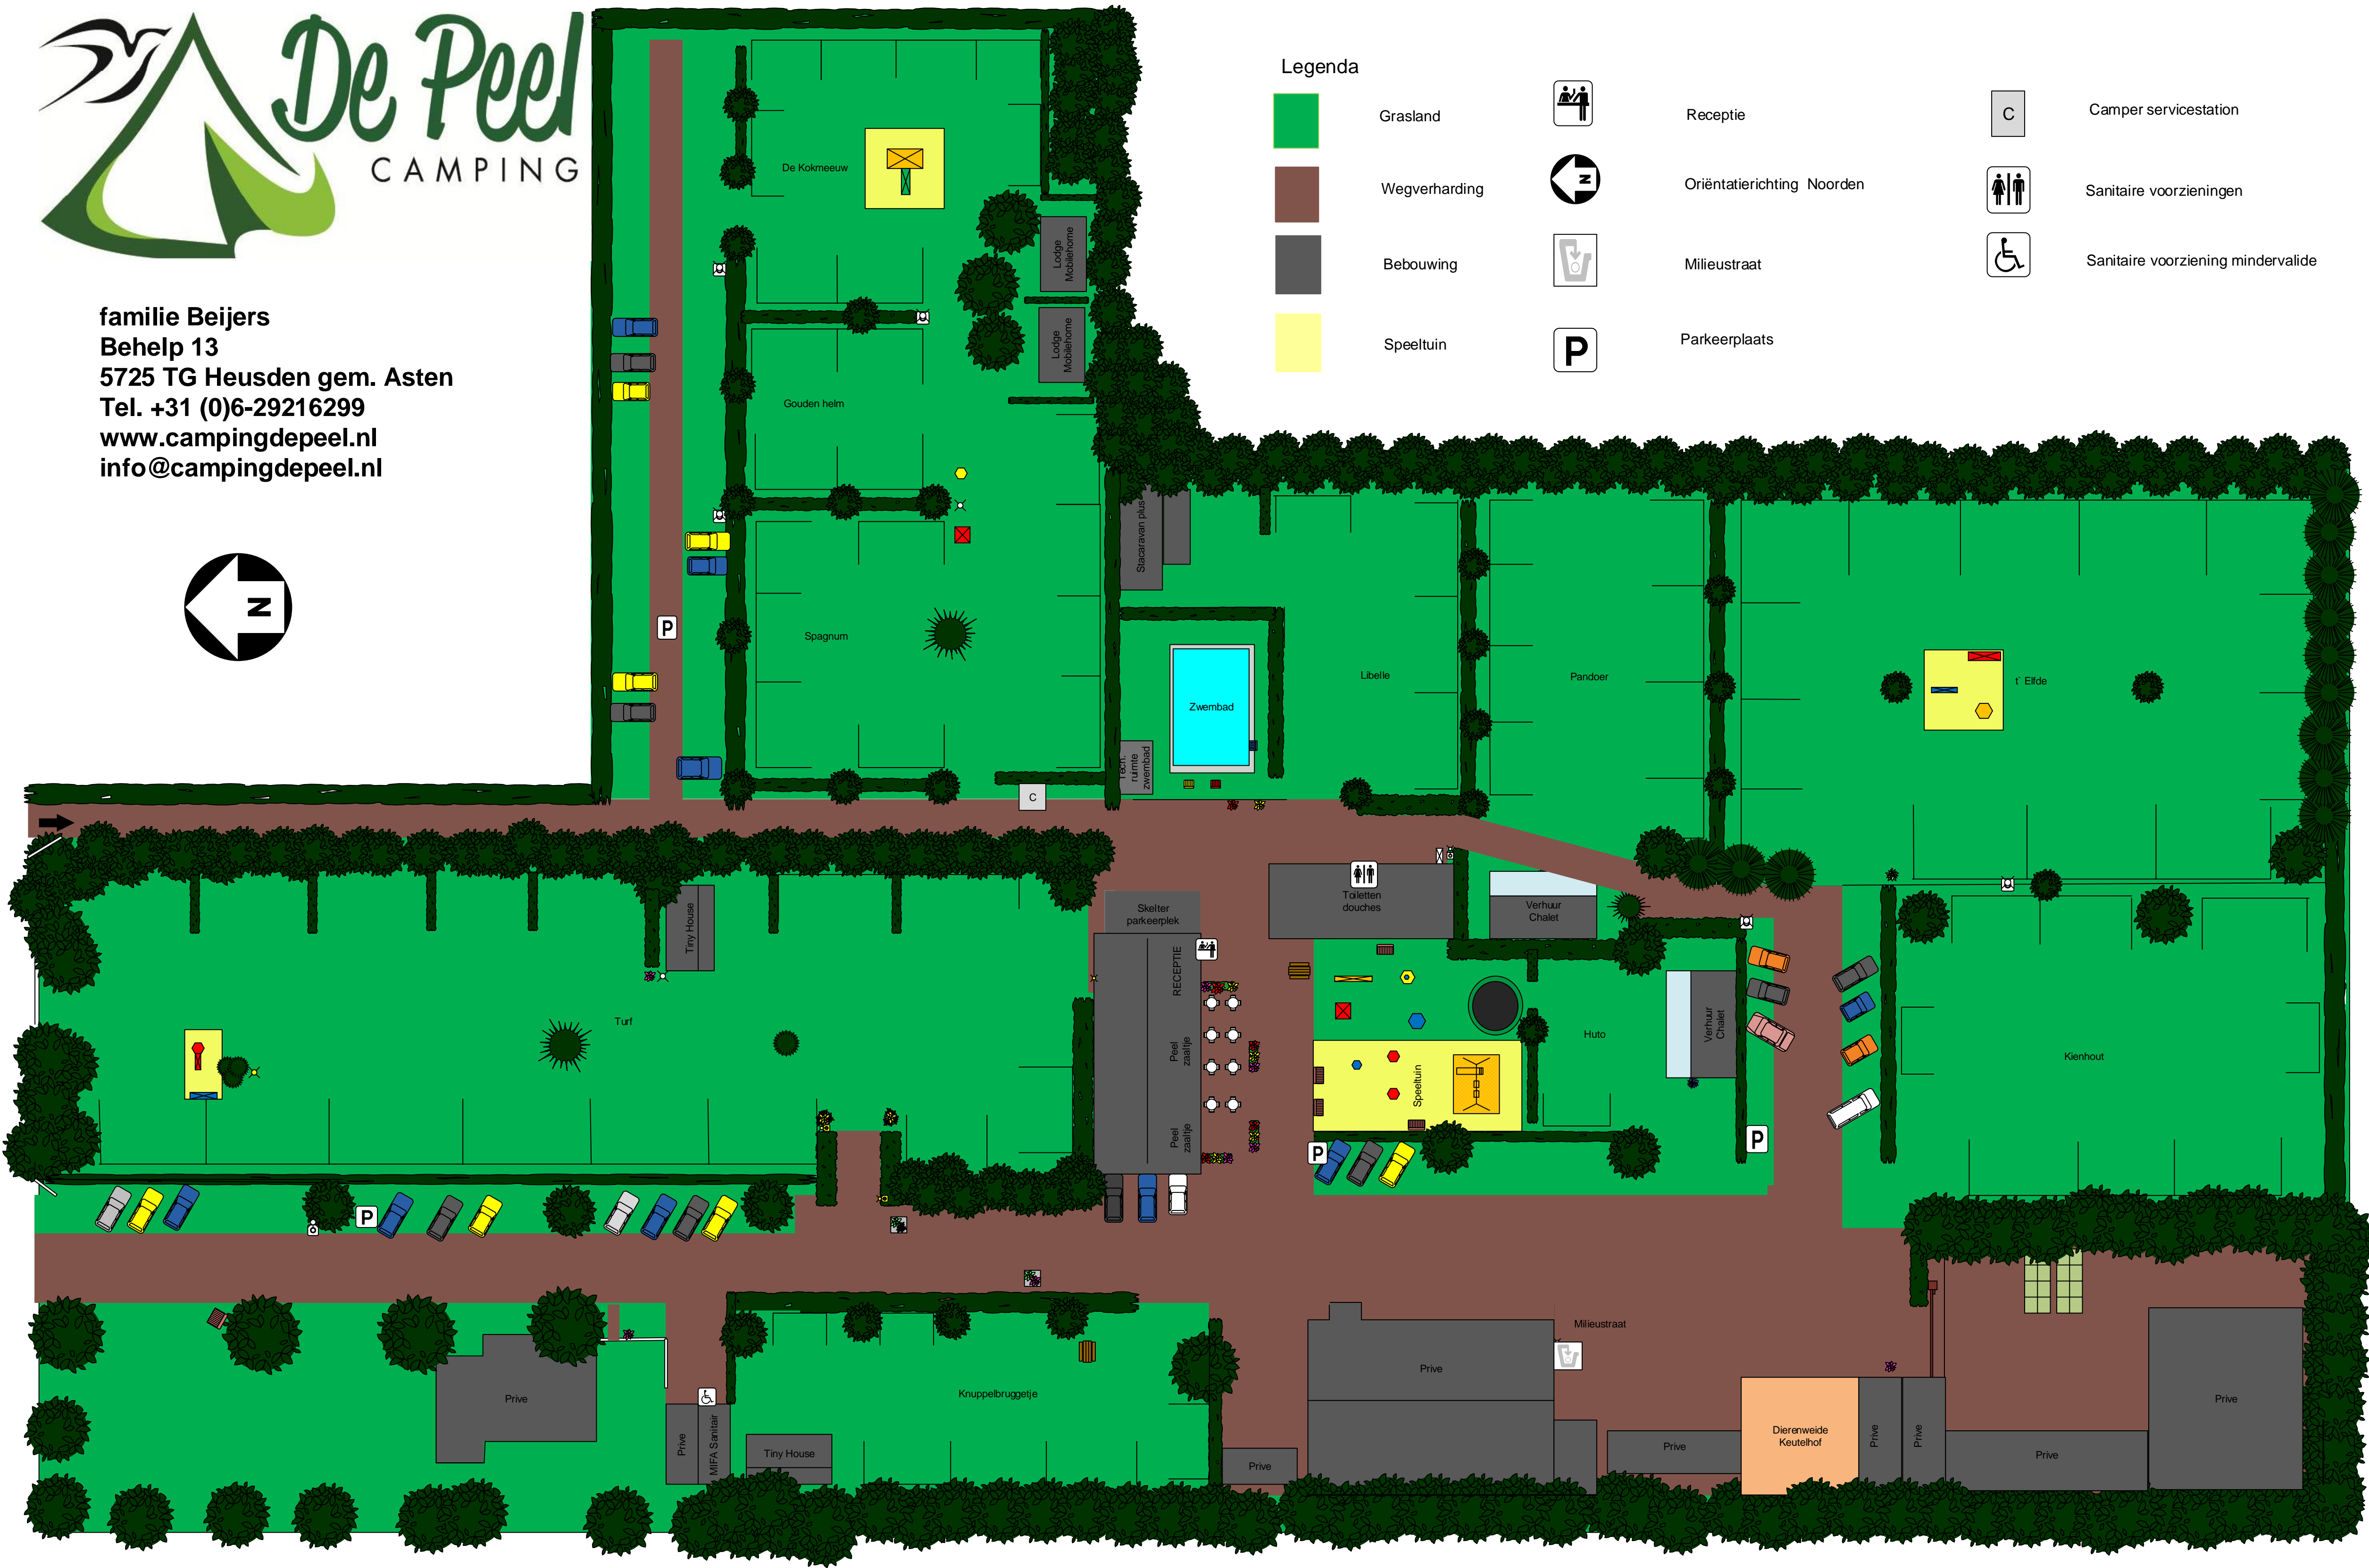 De Peel
CAMPING
familie Beijers
Behelp 13
5725 TG Heusden gem. Asten
Tel. +31 (0)6-29216299
www.campingdepeel.nl
info@campingdepeel.nl
N
Legenda
Grasland
Wegverharding
Bebouwing
Speeltuin
Receptie
N
Oriëntatierichting Noorden
Milieustraat
P
Parkeerplaats
C
Camper servicestation
Sanitaire voorzieningen
Sanitaire voorziening mindervalide
De Kokmeeuw
Lodge
Mobilehome
Lodge
Mobilehome
Gouden helm
Spagnum
P
Stacaravan plus
Zwembad
Tech.
ruimte
zwembad
Libelle
Pandoer
t' Elfde
C
Tiny House
Turf
Skelter
parkeerplek
RECEPTIE
Peel
zaaltje
Peel
zaaltje
Toiletten
douches
Verhuur
Chalet
Verhuur
Chalet
Huto
Speeltuin
Kienhout
P
P
P
Prive
Prive
MIFA Sanitair
Tiny House
Knuppelbruggetje
Prive
Prive
Milieustraat
Prive
Dierenweide
Keutelhof
Prive
Prive
Prive
Prive